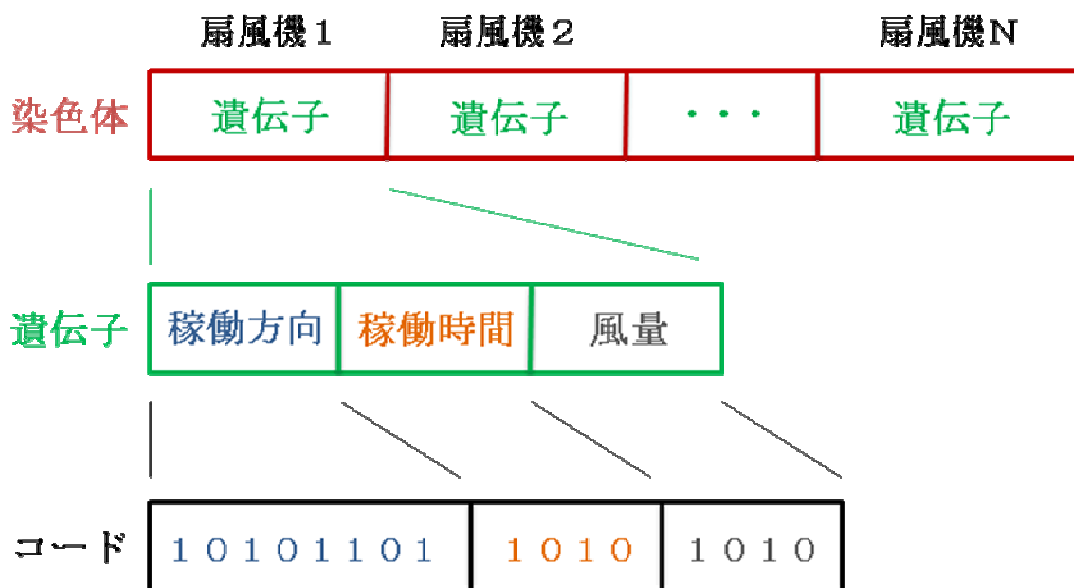 扇風機１ 扇風機２ 扇風機N
染色体 遺伝子 遺伝子 ・・・ 遺伝子
遺伝子 稼働方向 稼働時間 風量
コード １０１０１１０１ １０１０ １０１０